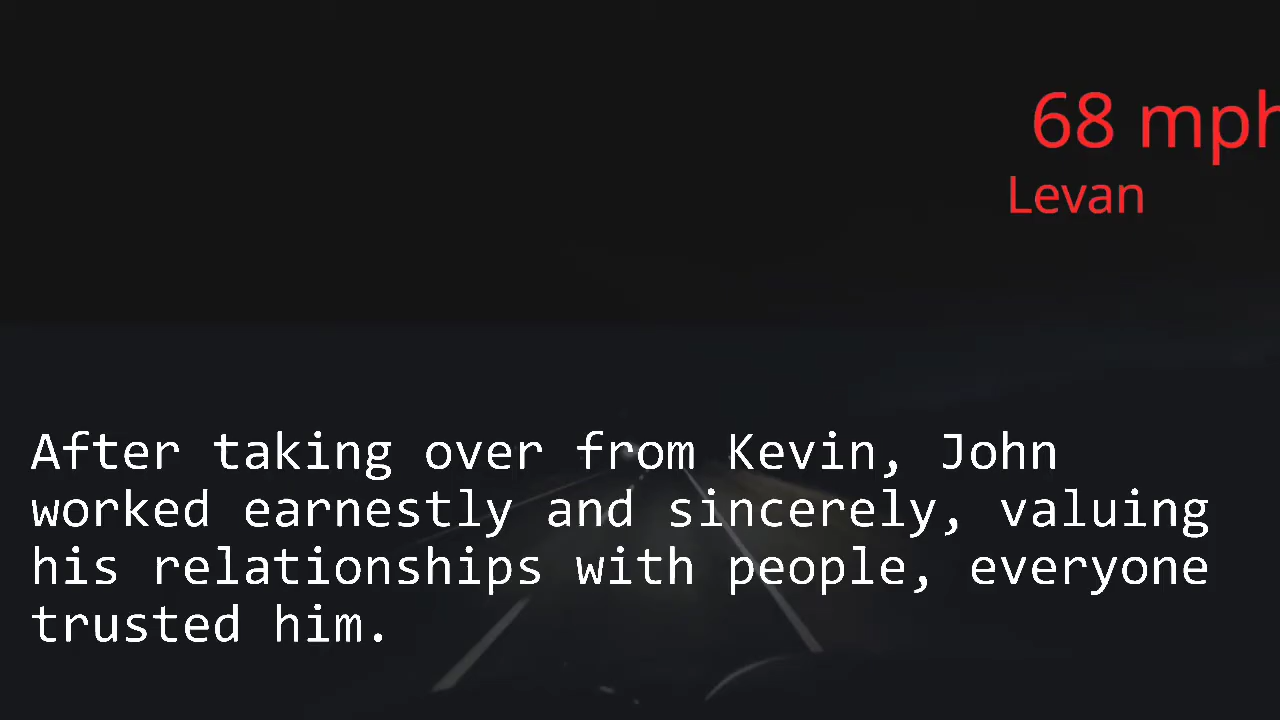 68 mph
Levan
After taking over from Kevin, John
worked earnestly and sincerely, valuing
his relationships with people, everyone
trusted him.